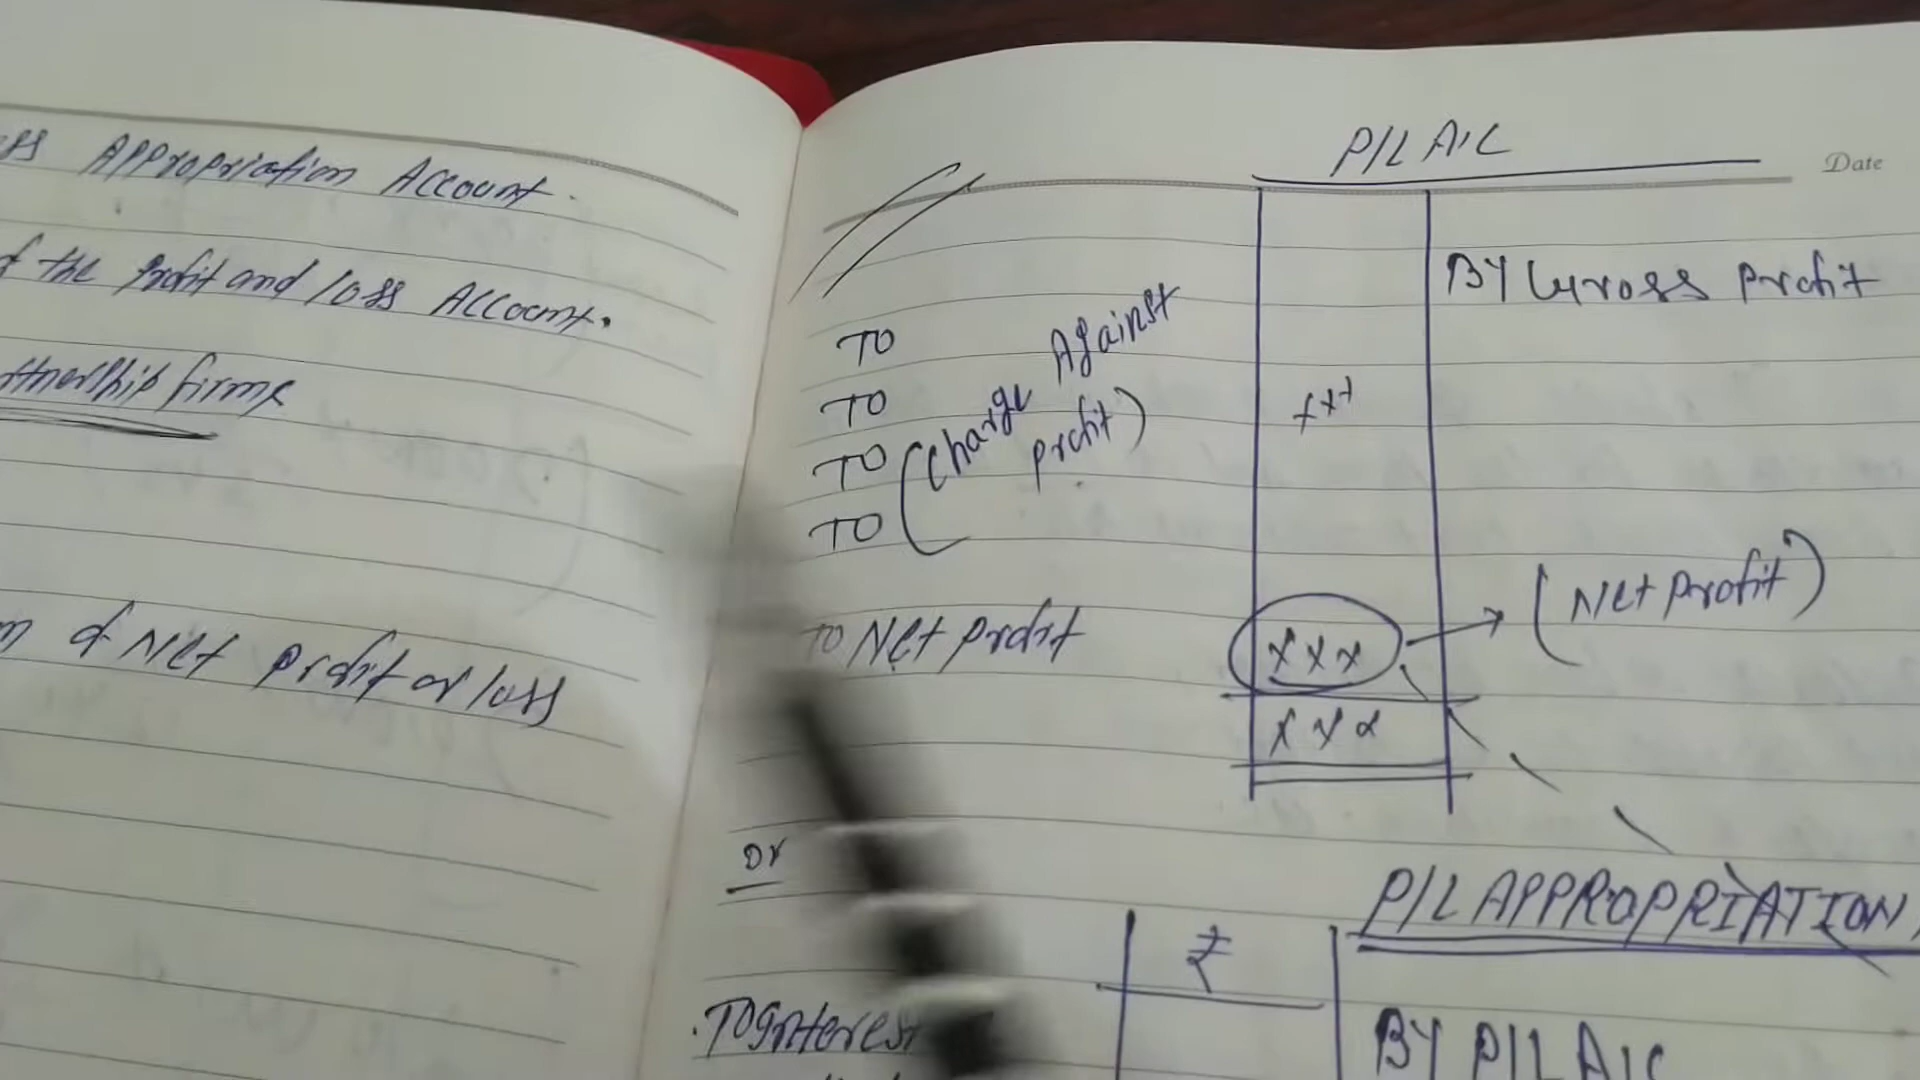 Appropriation Account.
f the Profit and loss Account.
firms
of Net profit or loss
P/L A/C
Date
BY Gross Profit
TO
TO
TO
TO
(Charge Against
profit)
xxx
TO Net profit
xxx
(Net profit)
xxx
Dr
P/L APPROPRIATION
₹
TO Interest
BY P/L A/C